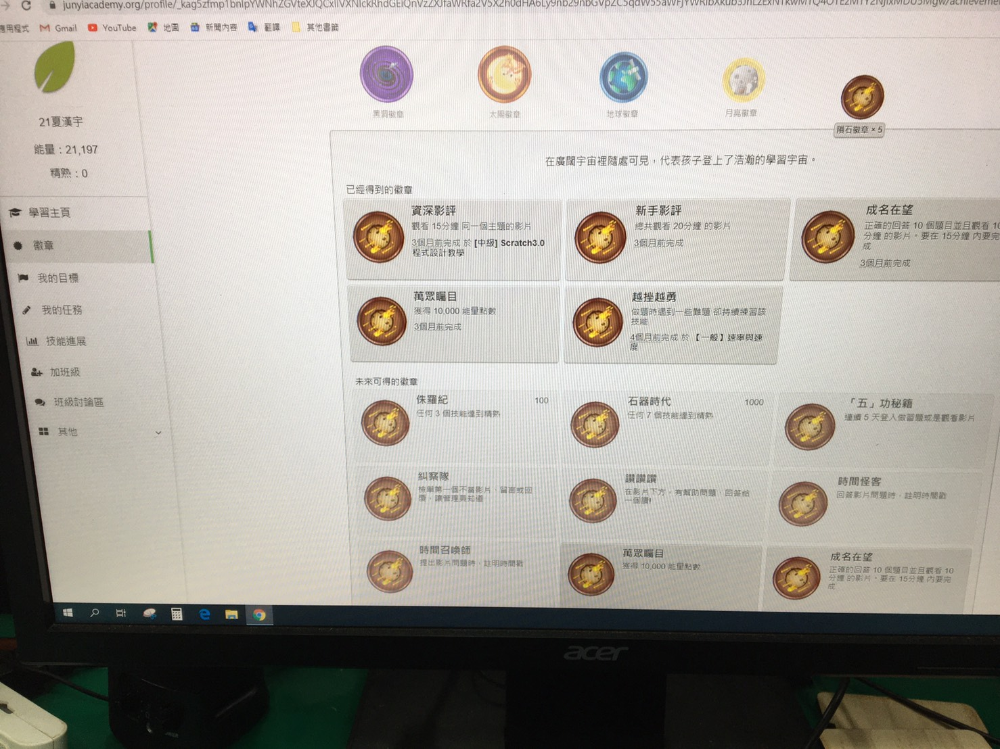 應用程式 Gmail YouTube 地圖 新聞內容 翻譯 其他書籤
21夏漢宇
能量：21,197
精熟：0
學習主頁
徽章
我的目標
我的任務
技能進展
加班級
班級討論區
其他
黑洞徽章 太陽徽章 地球徽章 月亮徽章
隕石徽章 × 5
在廣闊宇宙裡隨處可見，代表孩子登上了浩瀚的學習宇宙。
已經得到的徽章
資深影評
觀看 15分鐘 同一個主題的影片
3個月前完成 於 [中級] Scratch3.0
程式設計教學
新手影評
總共觀看 20分鐘 的影片
3個月前完成
成名在望
正確的回答 10 個題目並且觀看 10
分鐘 的影片。要在 15分鐘 內要完
成
3個月前完成
萬眾矚目
獲得 10,000 能量點數
3個月前完成
越挫越勇
做題時遇到一些難題 卻持續練習該
技能
4個月前完成 於 【一般】速率與速
度
未來可得的徽章
侏羅紀 100
任何 3 個技能達到精熟
石器時代 1000
任何 7 個技能達到精熟
「五」功秘籍
連續 5 天登入做習題或是觀看影片
糾察隊
檢舉第一個不當影片、留言或回
覆，讓管理員知道
讚讚讚
在影片下方，有幫助問題、回答給
一個讚!
時間怪客
回答影片問題時，註明時間戳
時間召喚師
提出影片問題時，註明時間戳
萬眾矚目
獲得 10,000 能量點數
成名在望
正確的回答 10 個題目並且觀看 10
分鐘 的影片。要在 15分鐘 內要完
成
acer